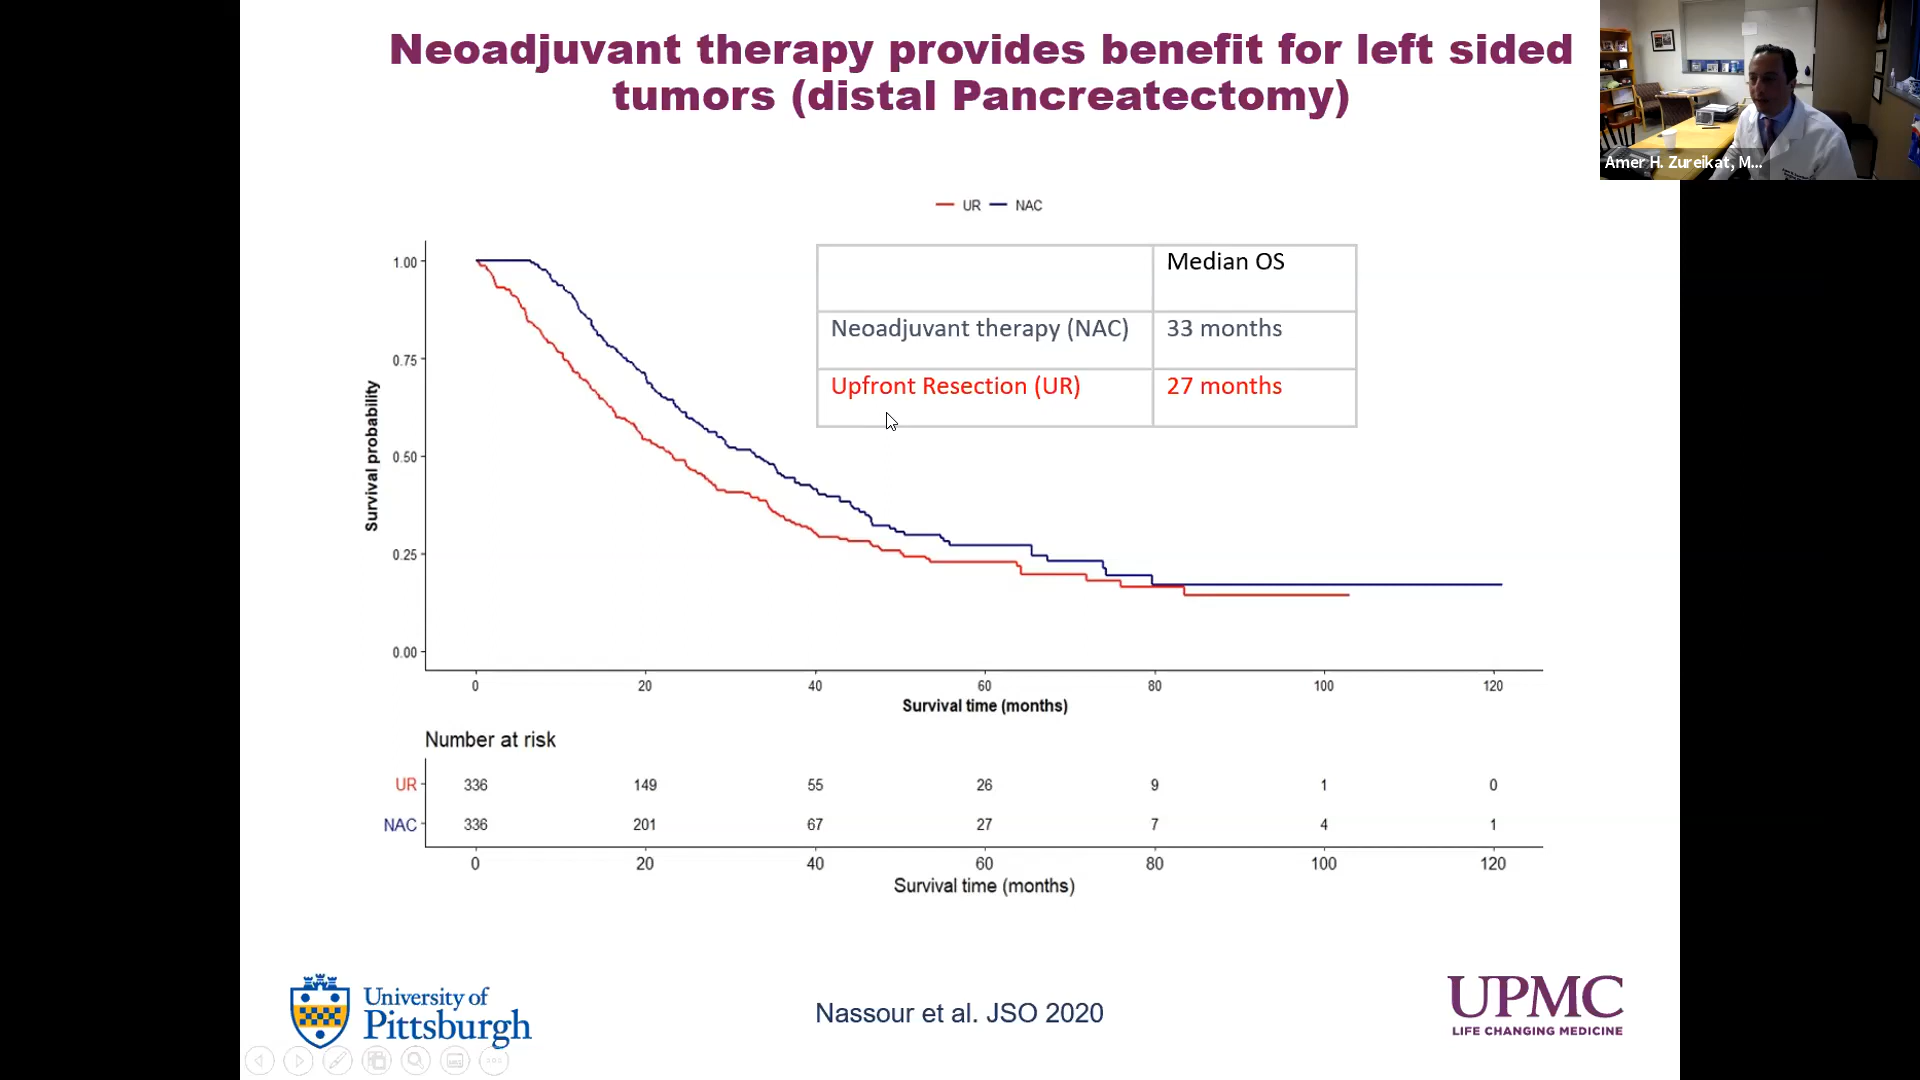 Neoadjuvant therapy provides benefit for left sided
tumors (distal Pancreatectomy)
Amer H. Zureikat, M...
UR NAC
Median OS
Neoadjuvant therapy (NAC) 33 months
Upfront Resection (UR) 27 months
Survival probability
1.00
0.75
0.50
0.25
0.00
0 20 40 60 80 100 120
Survival time (months)
Number at risk
UR 336 149 55 26 9 1 0
NAC 336 201 67 27 7 4 1
0 20 40 60 80 100 120
Survival time (months)
University of
Pittsburgh
Nassour et al. JSO 2020
UPMC
LIFE CHANGING MEDICINE